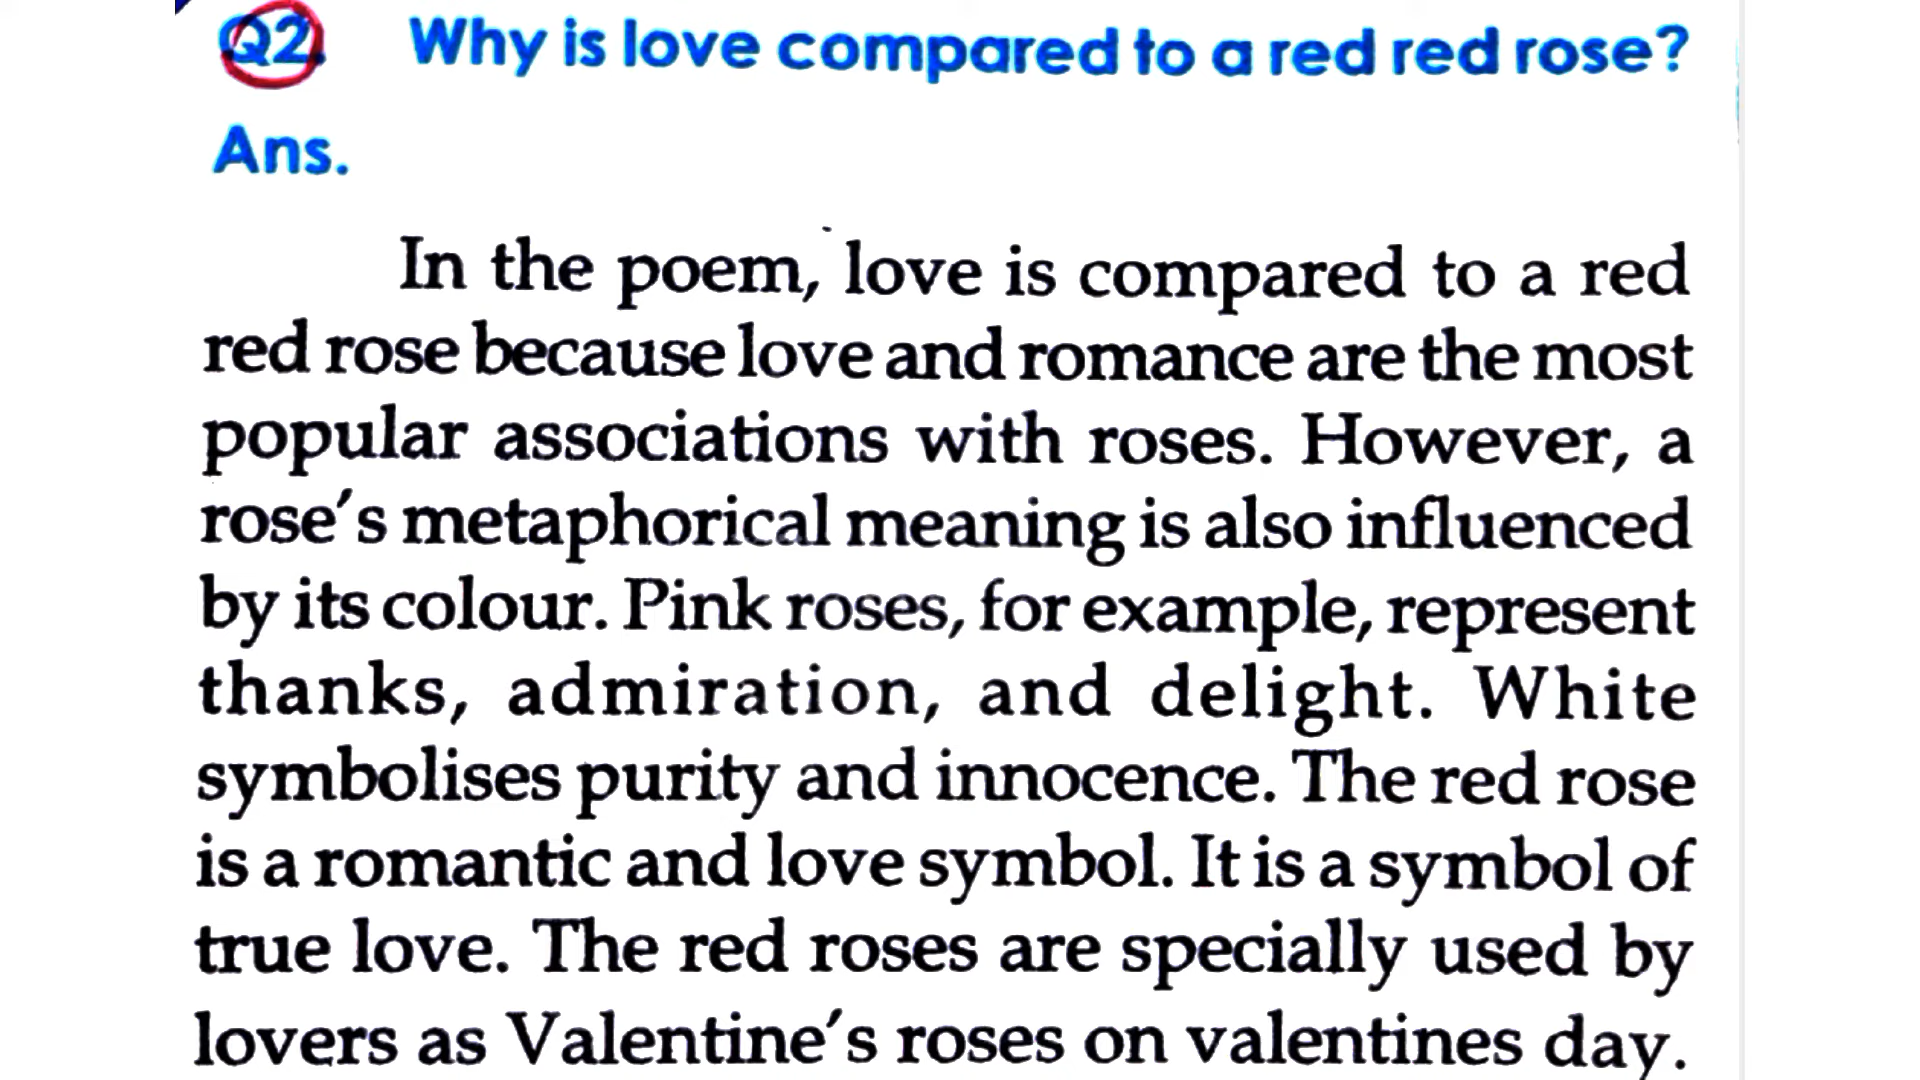 Q2. Why is love compared to a red red rose?
Ans.
In the poem, love is compared to a red
red rose because love and romance are the most
popular associations with roses. However, a
rose's metaphorical meaning is also influenced
by its colour. Pink roses, for example, represent
thanks, admiration, and delight. White
symbolises purity and innocence. The red rose
is a romantic and love symbol. It is a symbol of
true love. The red roses are specially used by
lovers as Valentine's roses on valentines day.